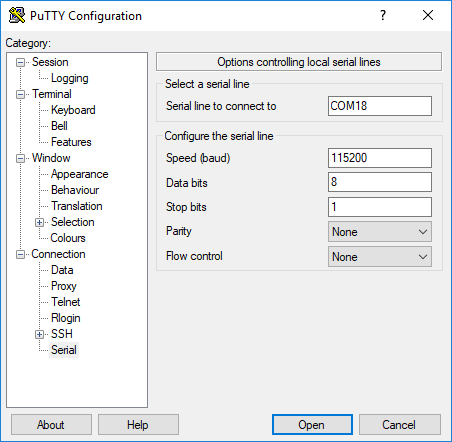 PuTTY Configuration
?
Category:
Session
Logging
Terminal
Keyboard
Bell
Features
Window
Appearance
Behaviour
Translation
Selection
Colours
Connection
Data
Proxy
Telnet
Rlogin
SSH
Serial
Options controlling local serial lines
Select a serial line
Serial line to connect to COM18
Configure the serial line
Speed (baud) 115200
Data bits 8
Stop bits 1
Parity None
Flow control None
About Help Open Cancel